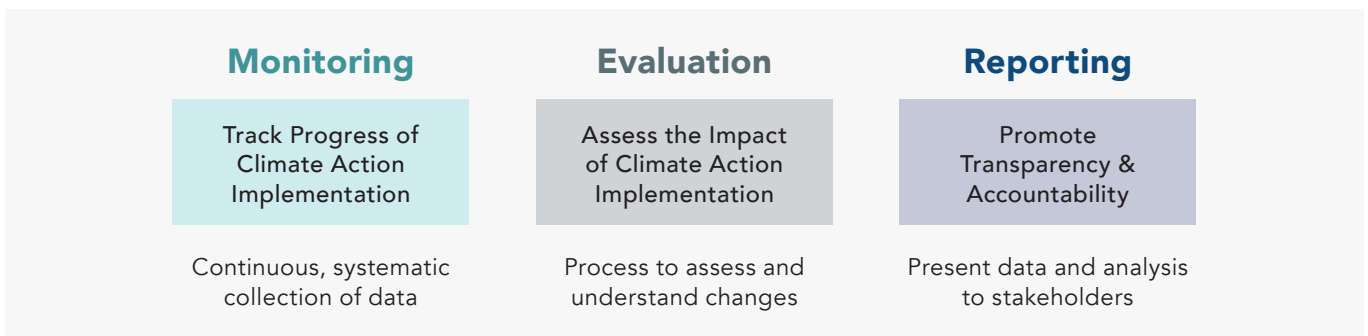 Monitoring
Track Progress of
Climate Action
Implementation
Continuous, systematic
collection of data
Evaluation
Assess the Impact
of Climate Action
Implementation
Process to assess and
understand changes
Reporting
Promote
Transparency &
Accountability
Present data and analysis
to stakeholders